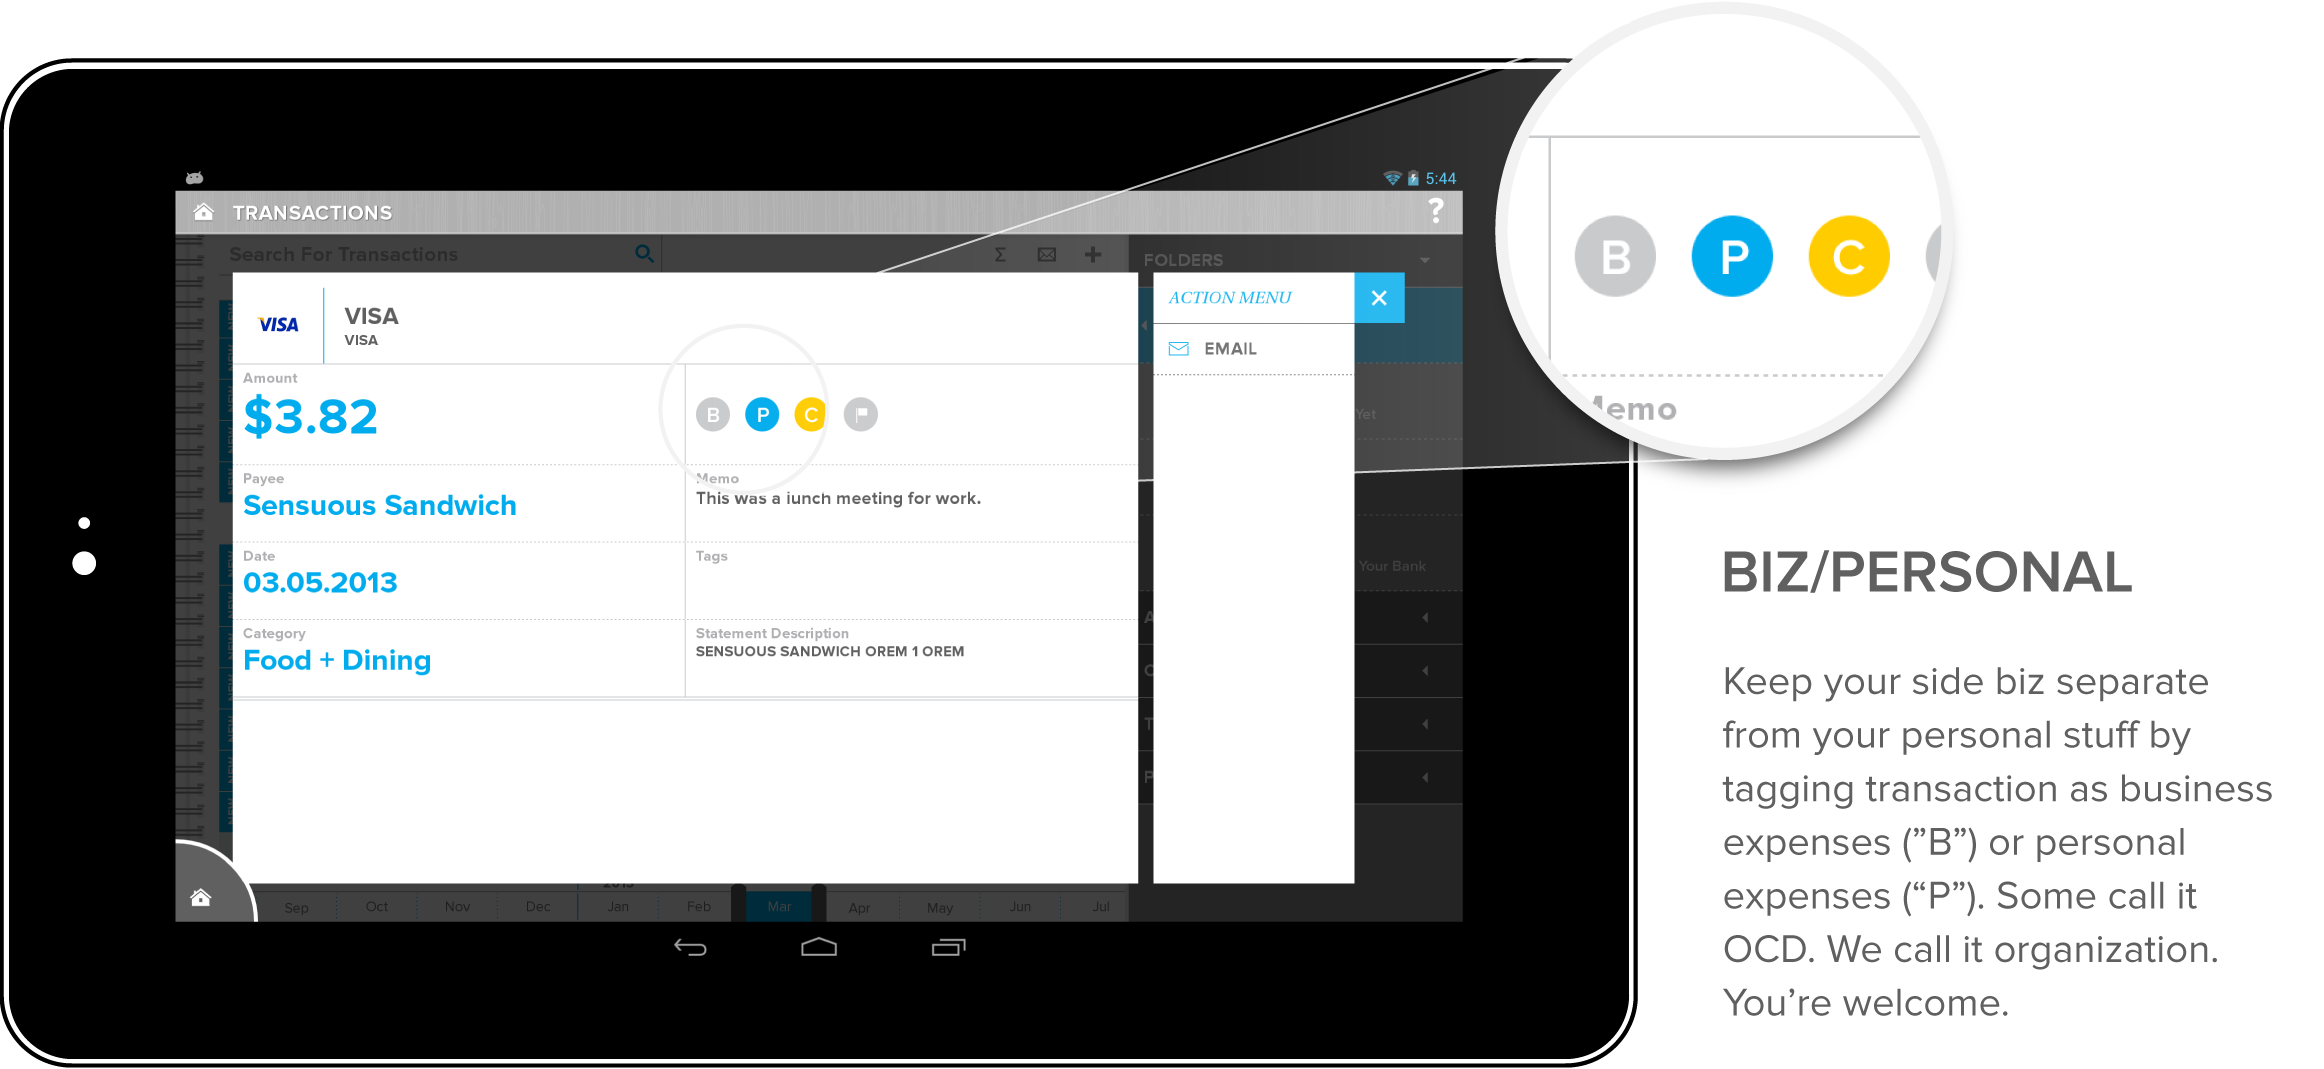 5:44
TRANSACTIONS
?
Search For Transactions
Σ
FOLDERS
VISA
VISA
VISA
ACTION MENU
EMAIL
Amount
$3.82
B P C
Yet
Payee
Sensuous Sandwich
Memo
This was a lunch meeting for work.
Date
03.05.2013
Tags
Your Bank
Category
Food + Dining
Statement Description
SENSUOUS SANDWICH OREM 1 OREM
2013
Sep Oct Nov Dec Jan Feb Mar Apr May Jun Jul
B P C
Memo
BIZ/PERSONAL
Keep your side biz separate
from your personal stuff by
tagging transaction as business
expenses (”B”) or personal
expenses (“P”). Some call it
OCD. We call it organization.
You’re welcome.